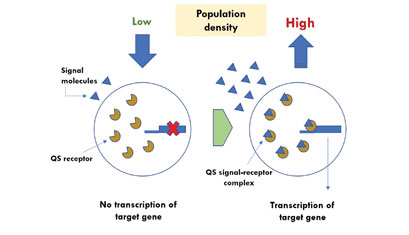 Low
Population
density
High
Signal
molecules
QS receptor
QS signal-receptor
complex
No transcription of
target gene
Transcription of
target gene